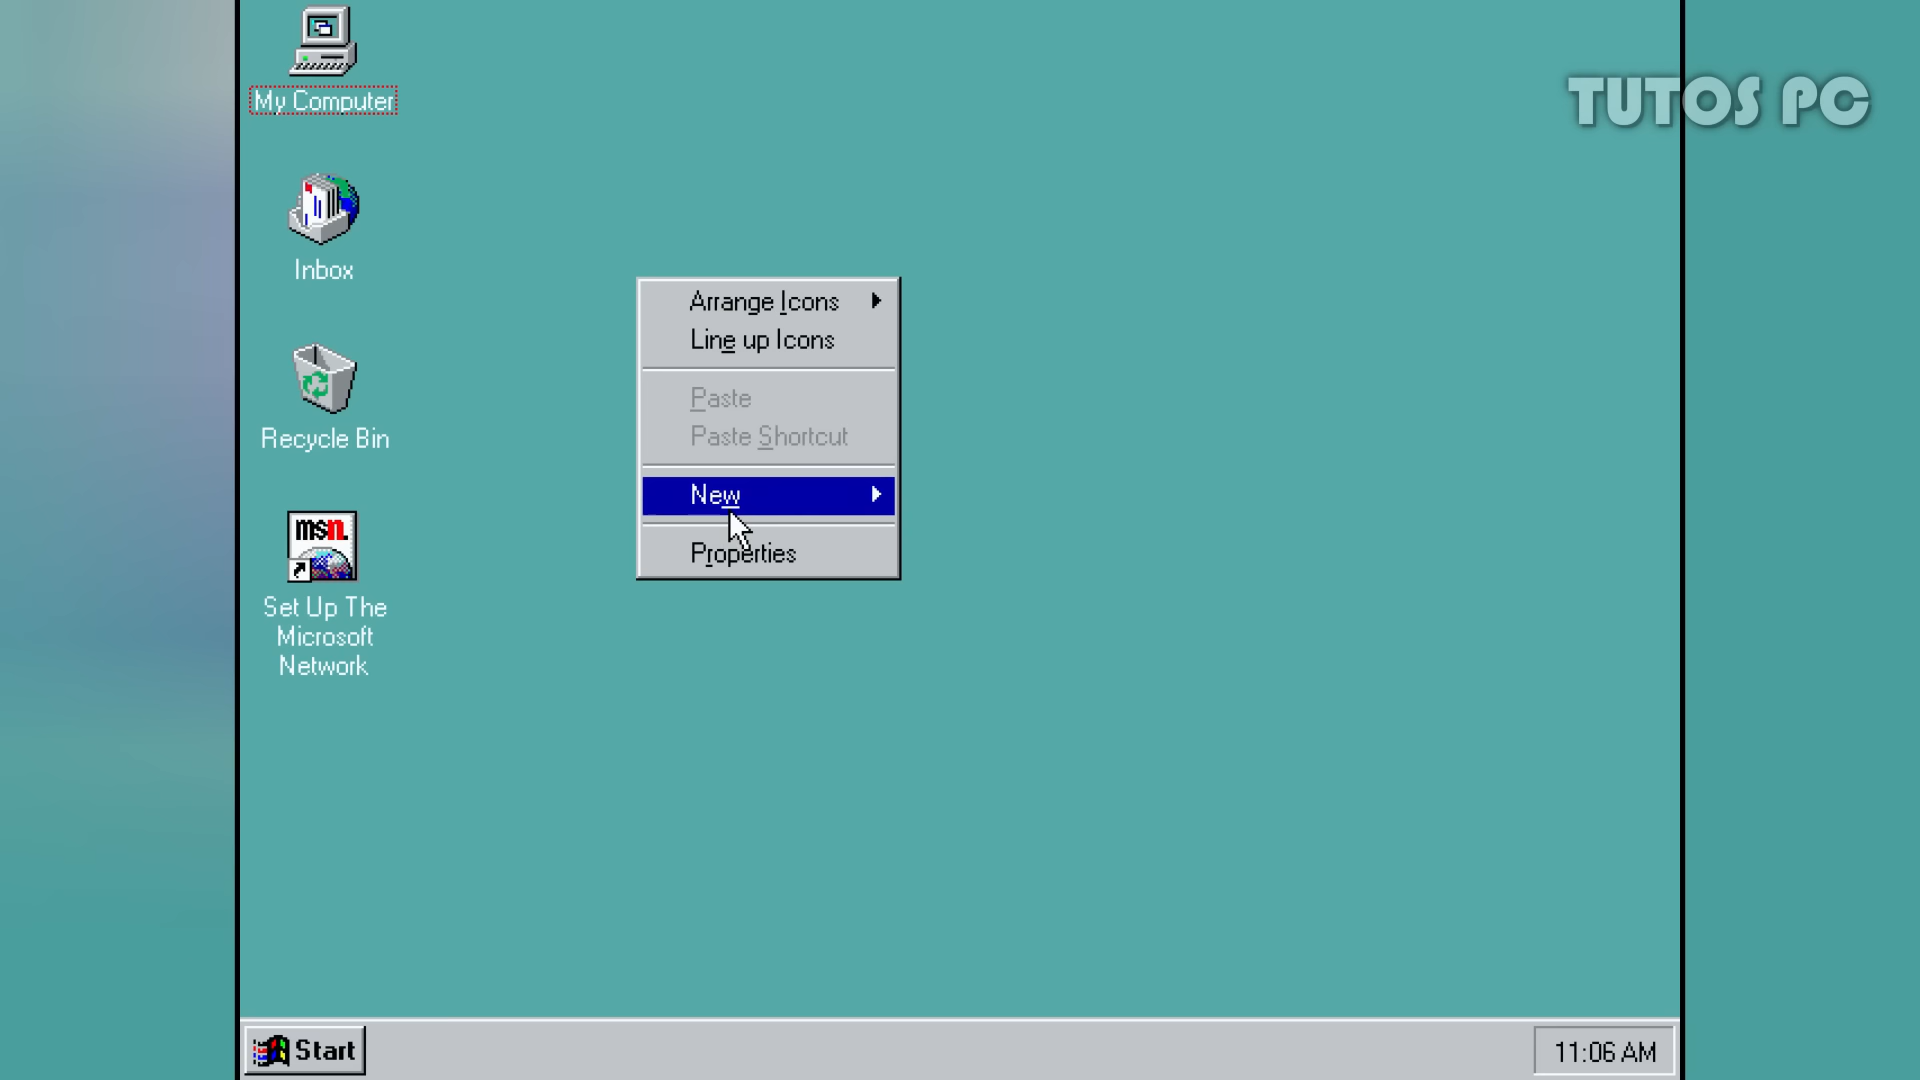 My Computer
TUTOS PC
Inbox
Arrange Icons
Line up Icons
Paste
Paste Shortcut
New
Properties
Recycle Bin
msn.
Set Up The
Microsoft
Network
Start
11:06 AM